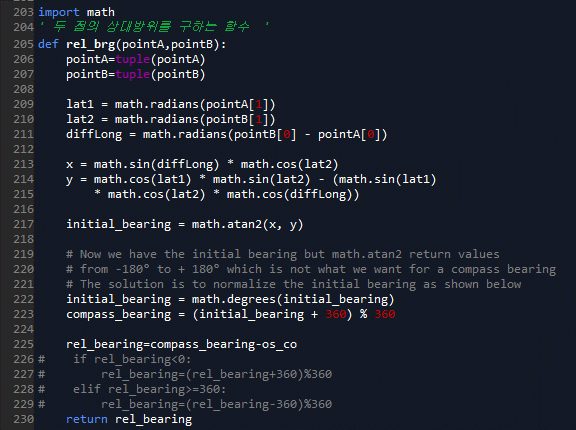 203 import math
204 ' 두 점의 상대방위를 구하는 함수  '
205 def rel_brg(pointA,pointB):
206     pointA=tuple(pointA)
207     pointB=tuple(pointB)
208
209     lat1 = math.radians(pointA[1])
210     lat2 = math.radians(pointB[1])
211     diffLong = math.radians(pointB[0] - pointA[0])
212
213     x = math.sin(diffLong) * math.cos(lat2)
214     y = math.cos(lat1) * math.sin(lat2) - (math.sin(lat1)
215         * math.cos(lat2) * math.cos(diffLong))
216
217     initial_bearing = math.atan2(x, y)
218
219     # Now we have the initial bearing but math.atan2 return values
220     # from -180° to + 180° which is not what we want for a compass bearing
221     # The solution is to normalize the initial bearing as shown below
222     initial_bearing = math.degrees(initial_bearing)
223     compass_bearing = (initial_bearing + 360) % 360
224
225     rel_bearing=compass_bearing-os_co
226 #    if rel_bearing<0:
227 #        rel_bearing=(rel_bearing+360)%360
228 #    elif rel_bearing>=360:
229 #        rel_bearing=(rel_bearing-360)%360
230     return rel_bearing